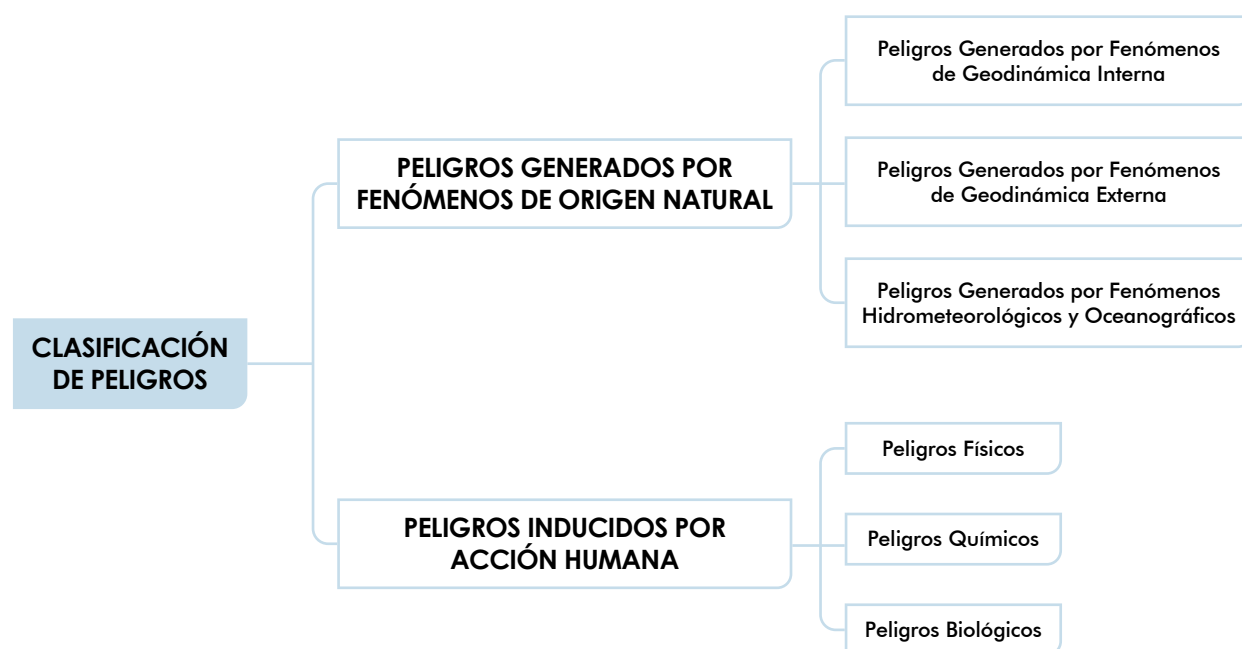 CLASIFICACIÓN
DE PELIGROS
PELIGROS GENERADOS POR
FENÓMENOS DE ORIGEN NATURAL
Peligros Generados por Fenómenos
de Geodinámica Interna
Peligros Generados por Fenómenos
de Geodinámica Externa
Peligros Generados por Fenómenos
Hidrometeorológicos y Oceanográficos
PELIGROS INDUCIDOS POR
ACCIÓN HUMANA
Peligros Físicos
Peligros Químicos
Peligros Biológicos